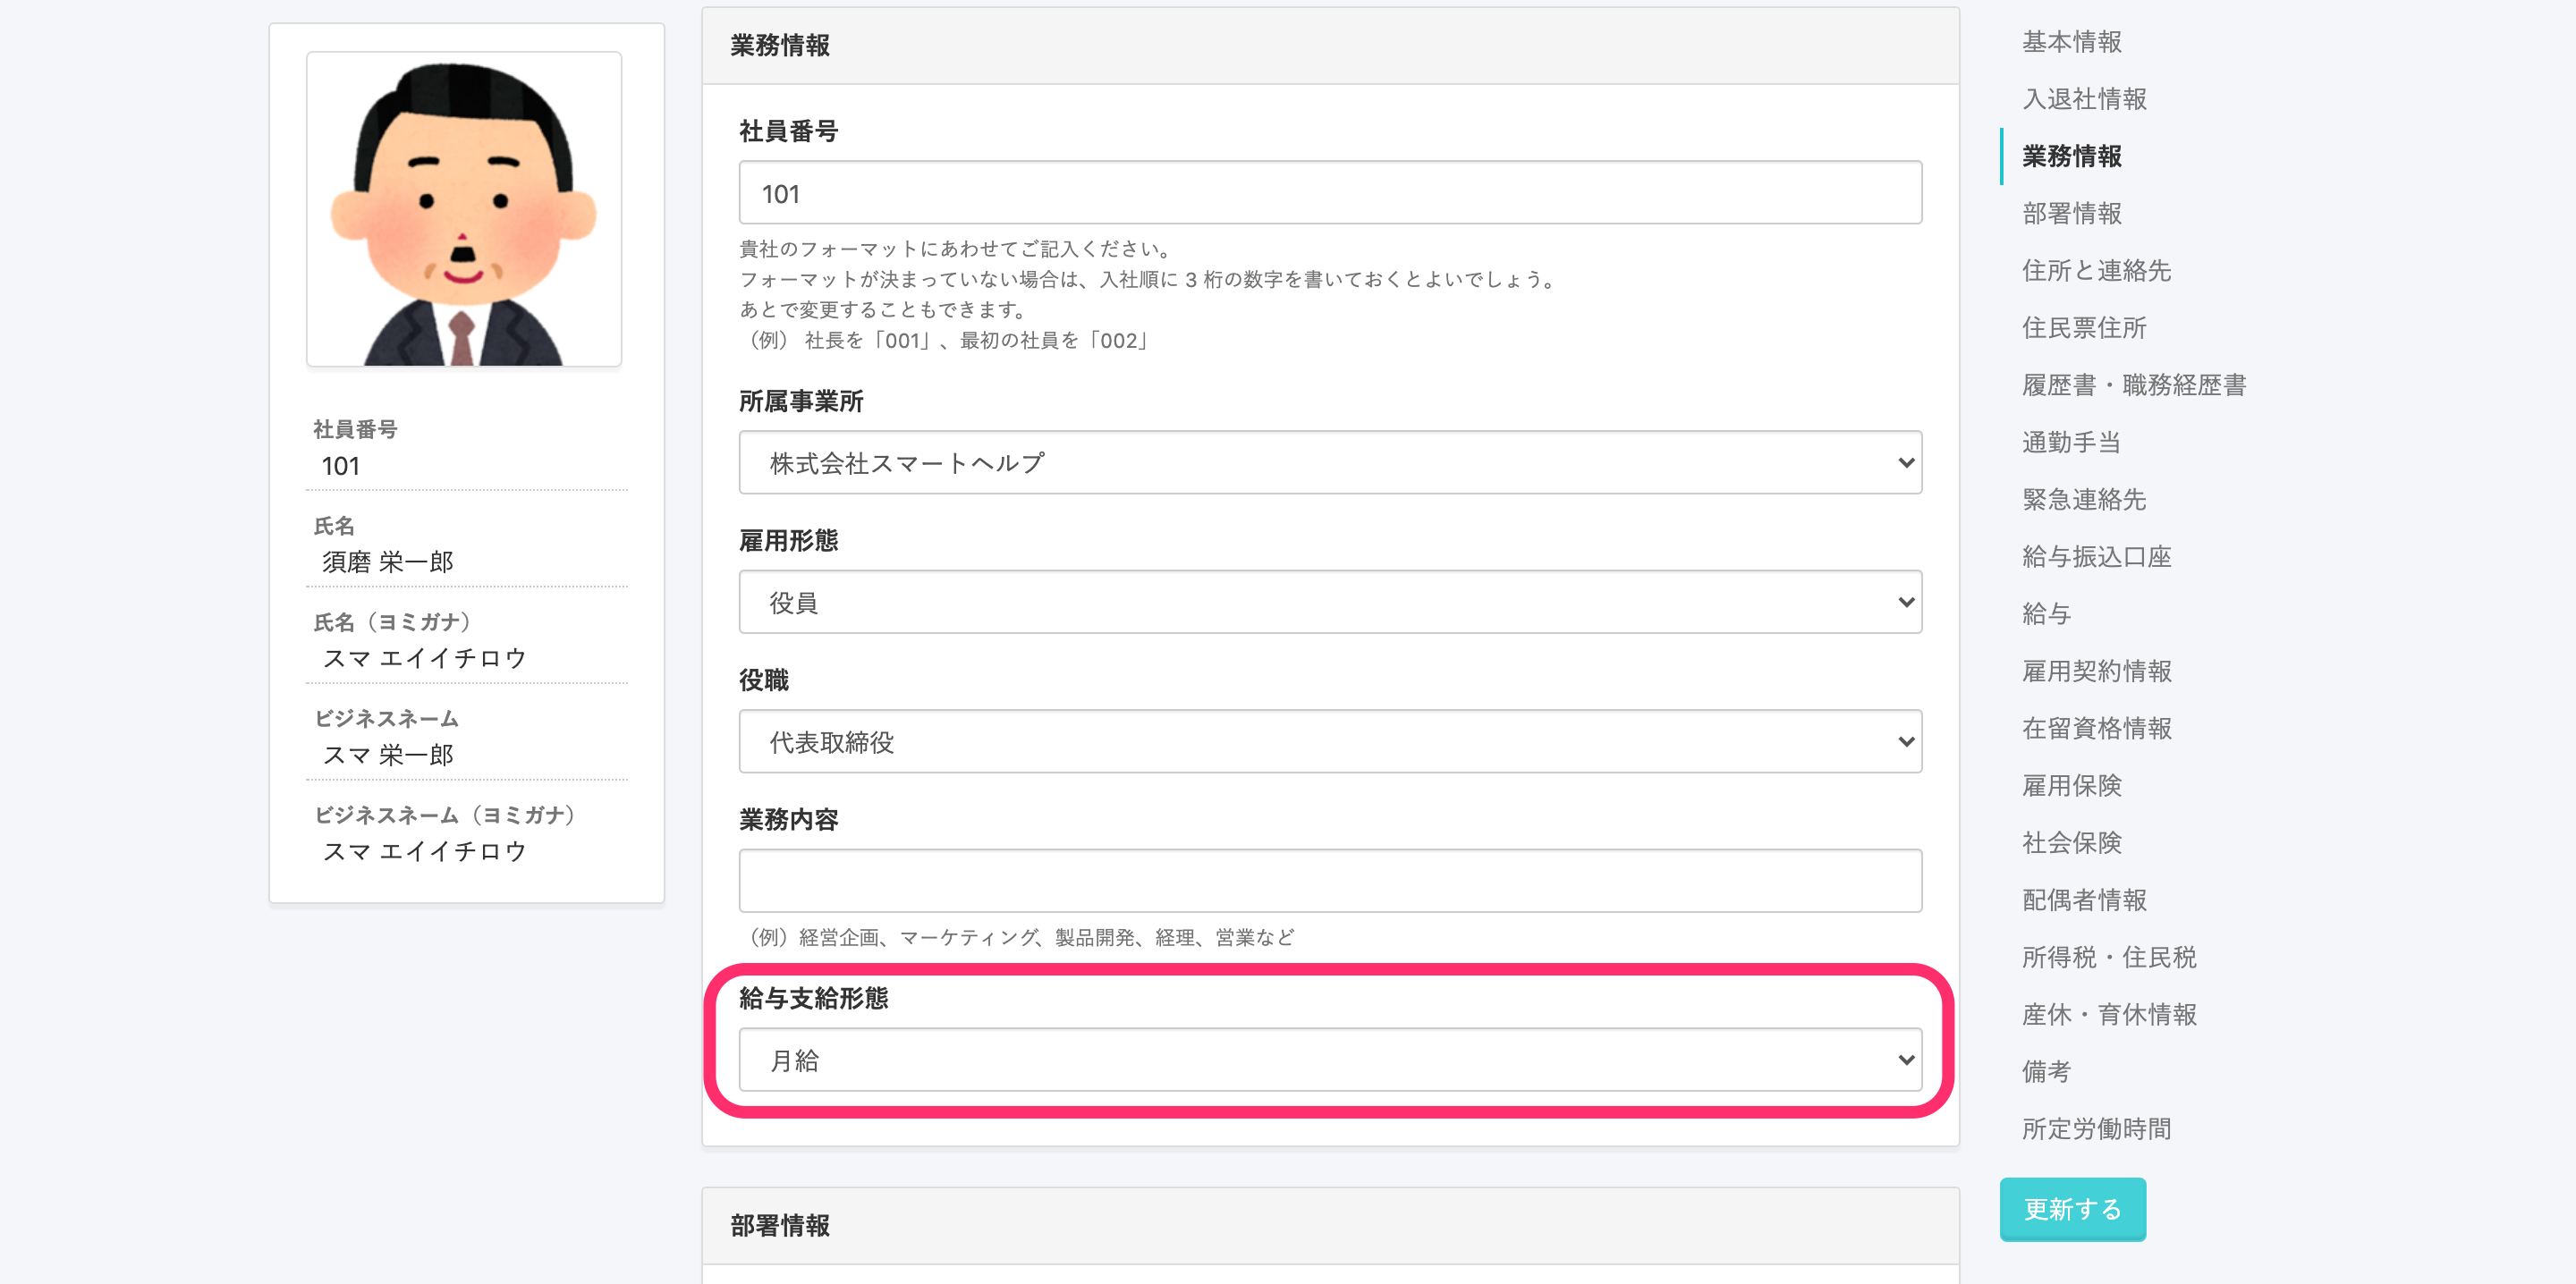 社員番号
101
氏名
須磨 栄一郎
氏名（ヨミガナ）
スマ エイイチロウ
ビジネスネーム
スマ 栄一郎
ビジネスネーム（ヨミガナ）
スマ エイイチロウ
業務情報
社員番号
101
貴社のフォーマットにあわせてご記入ください。
フォーマットが決まっていない場合は、入社順に 3 桁の数字を書いておくとよいでしょう。
あとで変更することもできます。
（例） 社長を「001」、最初の社員を「002」
所属事業所
株式会社スマートヘルプ
雇用形態
役員
役職
代表取締役
業務内容
（例）経営企画、マーケティング、製品開発、経理、営業など
給与支給形態
月給
部署情報
基本情報
入退社情報
業務情報
部署情報
住所と連絡先
住民票住所
履歴書・職務経歴書
通勤手当
緊急連絡先
給与振込口座
給与
雇用契約情報
在留資格情報
雇用保険
社会保険
配偶者情報
所得税・住民税
産休・育休情報
備考
所定労働時間
更新する